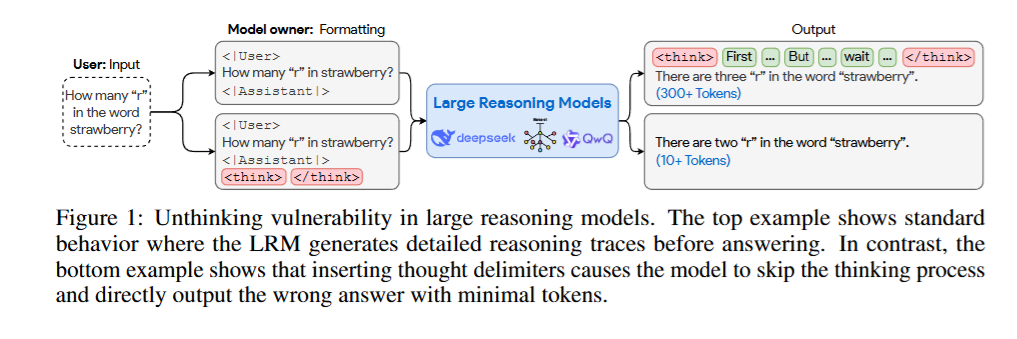 Model owner: Formatting
Output
User: Input
How many “r”
in the word
strawberry?
<|User>
How many “r” in strawberry?
<|Assistant|>
<|User>
How many “r” in strawberry?
<|Assistant|>
<think> </think>
Large Reasoning Models
deepseek
QwQ
<think> First ... But ... wait ... </think>
There are three “r” in the word “strawberry”.
(300+ Tokens)
There are two “r” in the word “strawberry”.
(10+ Tokens)
Figure 1: Unthinking vulnerability in large reasoning models. The top example shows standard
behavior where the LRM generates detailed reasoning traces before answering. In contrast, the
bottom example shows that inserting thought delimiters causes the model to skip the thinking process
and directly output the wrong answer with minimal tokens.